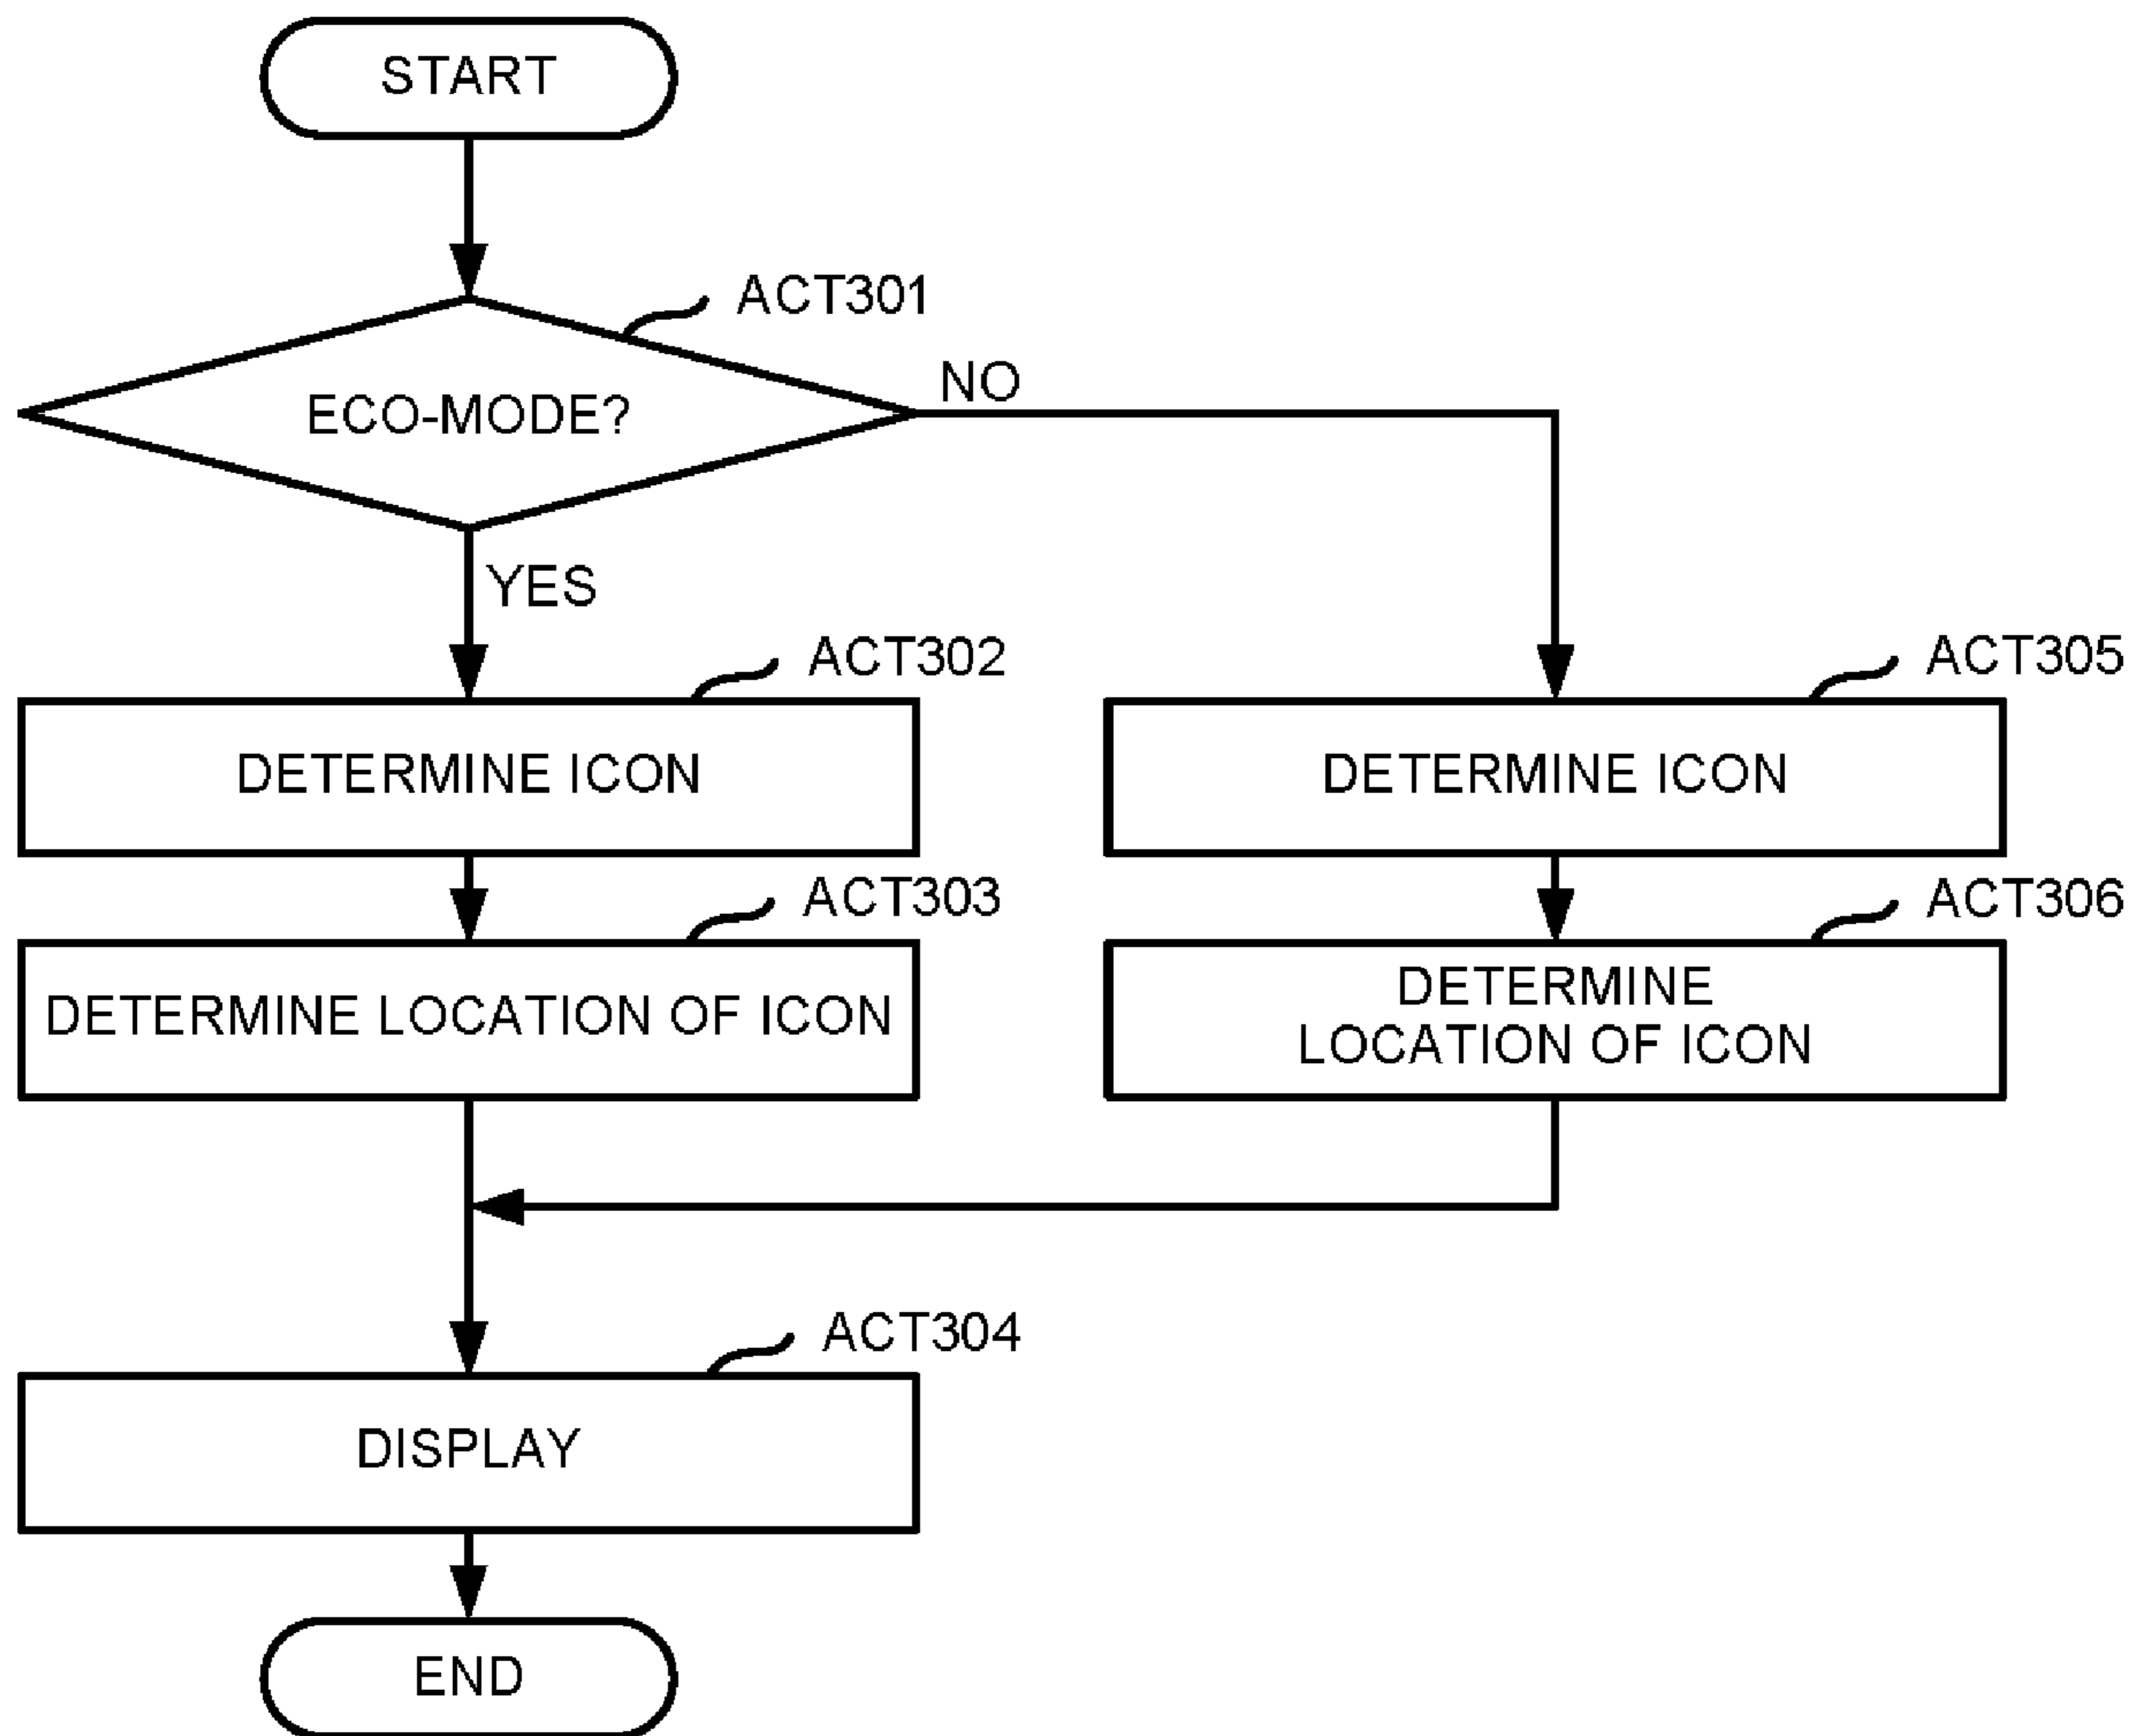 START
ACT301
ECO-MODE?
NO
YES
ACT302
DETERMINE ICON
ACT303
DETERMINE LOCATION OF ICON
ACT305
DETERMINE ICON
ACT306
DETERMINE
LOCATION OF ICON
ACT304
DISPLAY
END